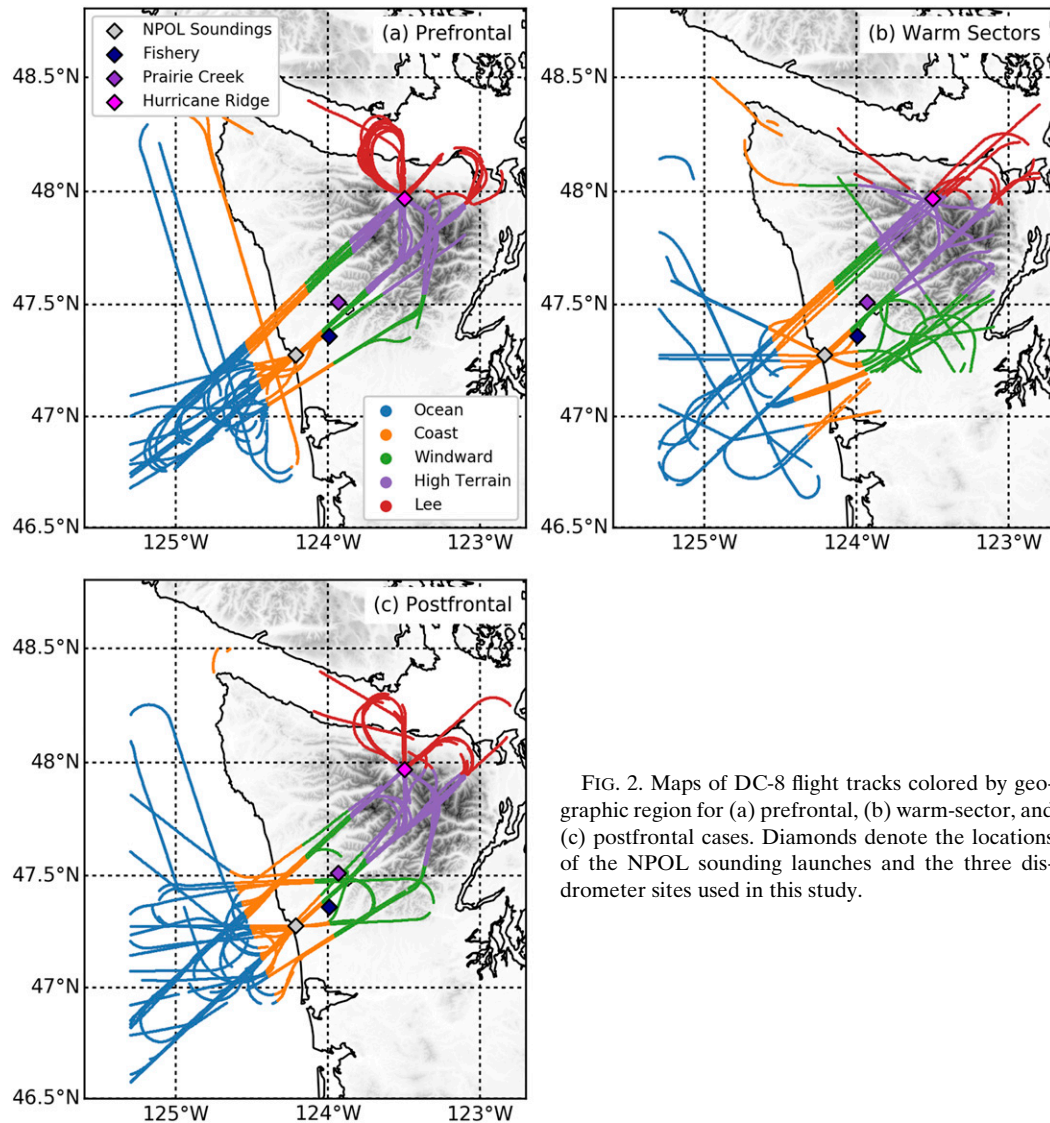 (a) Prefrontal
NPOL Soundings
Fishery
Prairie Creek
Hurricane Ridge
48.5°N
48°N
47.5°N
47°N
46.5°N
Ocean
Coast
Windward
High Terrain
Lee
125°W 124°W 123°W
(b) Warm Sectors
48.5°N
48°N
47.5°N
47°N
46.5°N
125°W 124°W 123°W
(c) Postfrontal
48.5°N
48°N
47.5°N
47°N
46.5°N
125°W 124°W 123°W
FIG. 2. Maps of DC-8 flight tracks colored by geo-
graphic region for (a) prefrontal, (b) warm-sector, and
(c) postfrontal cases. Diamonds denote the locations
of the NPOL sounding launches and the three dis-
drometer sites used in this study.